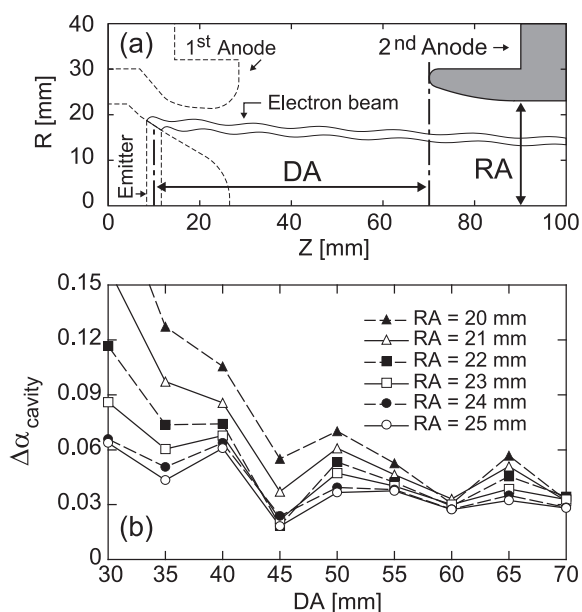 (a)
1st Anode
2nd Anode
Electron beam
Emitter
DA
RA
R [mm]
40
30
20
10
0
0 20 40 60 80 100
Z [mm]
(b)
RA = 20 mm
RA = 21 mm
RA = 22 mm
RA = 23 mm
RA = 24 mm
RA = 25 mm
Δα cavity
0.15
0.12
0.09
0.06
0.03
0
30 35 40 45 50 55 60 65 70
DA [mm]